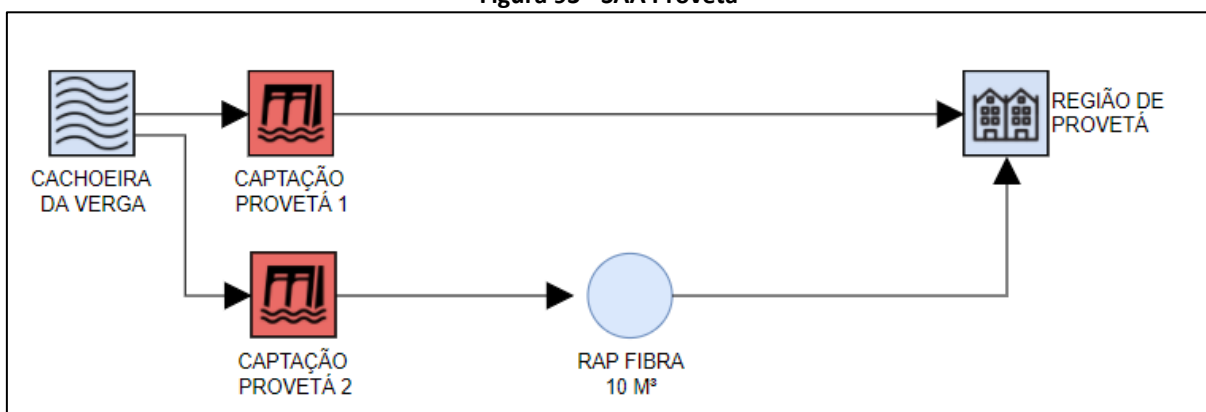 Figura 95 - SAA Provetá
CACHOEIRA
DA VERGA
CAPTAÇÃO
PROVETÁ 1
REGIÃO DE
PROVETÁ
CAPTAÇÃO
PROVETÁ 2
RAP FIBRA
10 M³